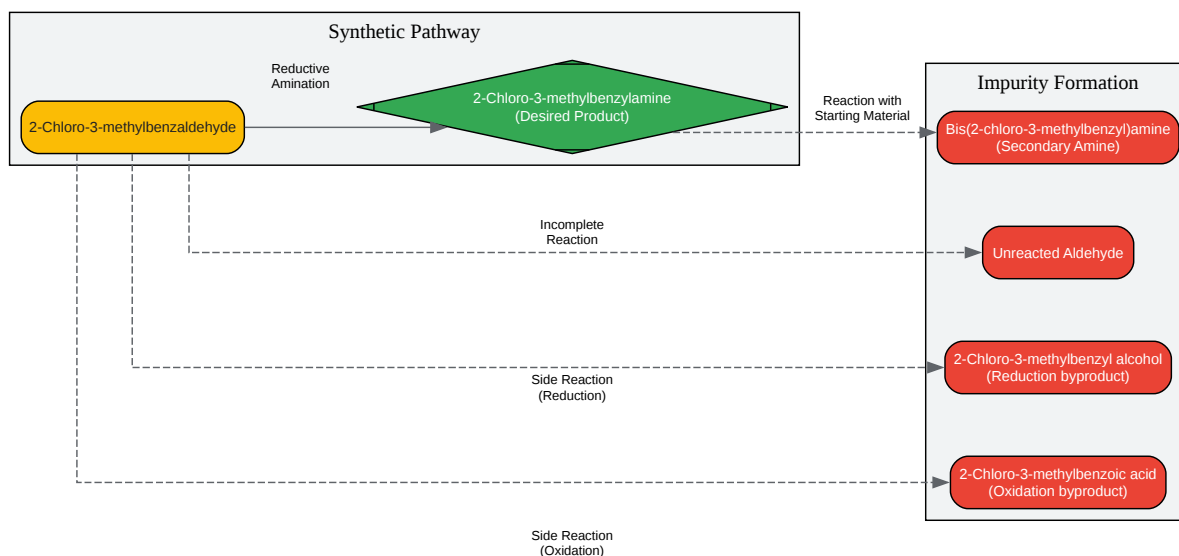 Synthetic Pathway
Reductive
Amination
2-Chloro-3-methylbenzaldehyde
2-Chloro-3-methylbenzylamine
(Desired Product)
Reaction with
Starting Material
Impurity Formation
Bis(2-chloro-3-methylbenzyl)amine
(Secondary Amine)
Incomplete
Reaction
Unreacted Aldehyde
Side Reaction
(Reduction)
2-Chloro-3-methylbenzyl alcohol
(Reduction byproduct)
2-Chloro-3-methylbenzoic acid
(Oxidation byproduct)
Side Reaction
(Oxidation)